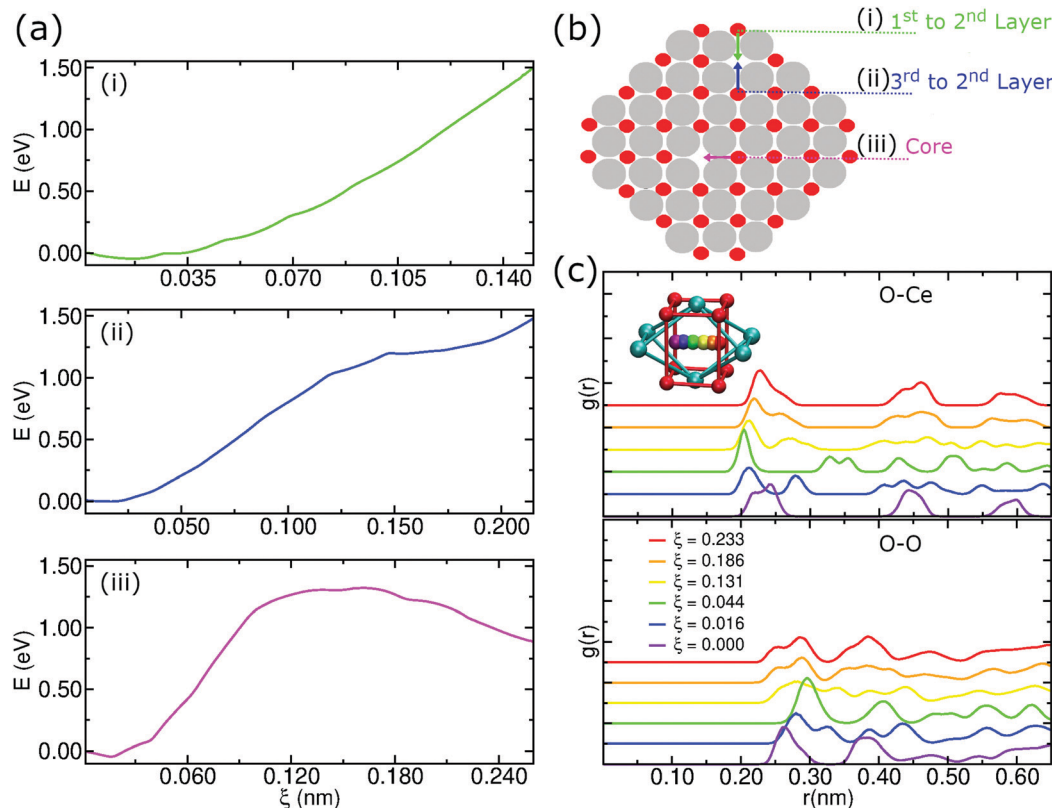 (a)
(i)
E (eV)
1.50
1.00
0.50
0.00
0.035 0.070 0.105 0.140
(ii)
E (eV)
1.50
1.00
0.50
0.00
0.050 0.100 0.150 0.200
(iii)
E (eV)
1.50
1.00
0.50
0.00
0.060 0.120 0.180 0.240
ξ (nm)
(b)
(i) 1st to 2nd Layer
(ii) 3rd to 2nd Layer
(iii) Core
(c)
O-Ce
g(r)
O-O
ξ = 0.233
ξ = 0.186
ξ = 0.131
ξ = 0.044
ξ = 0.016
ξ = 0.000
g(r)
0.10 0.20 0.30 0.40 0.50 0.60
r(nm)